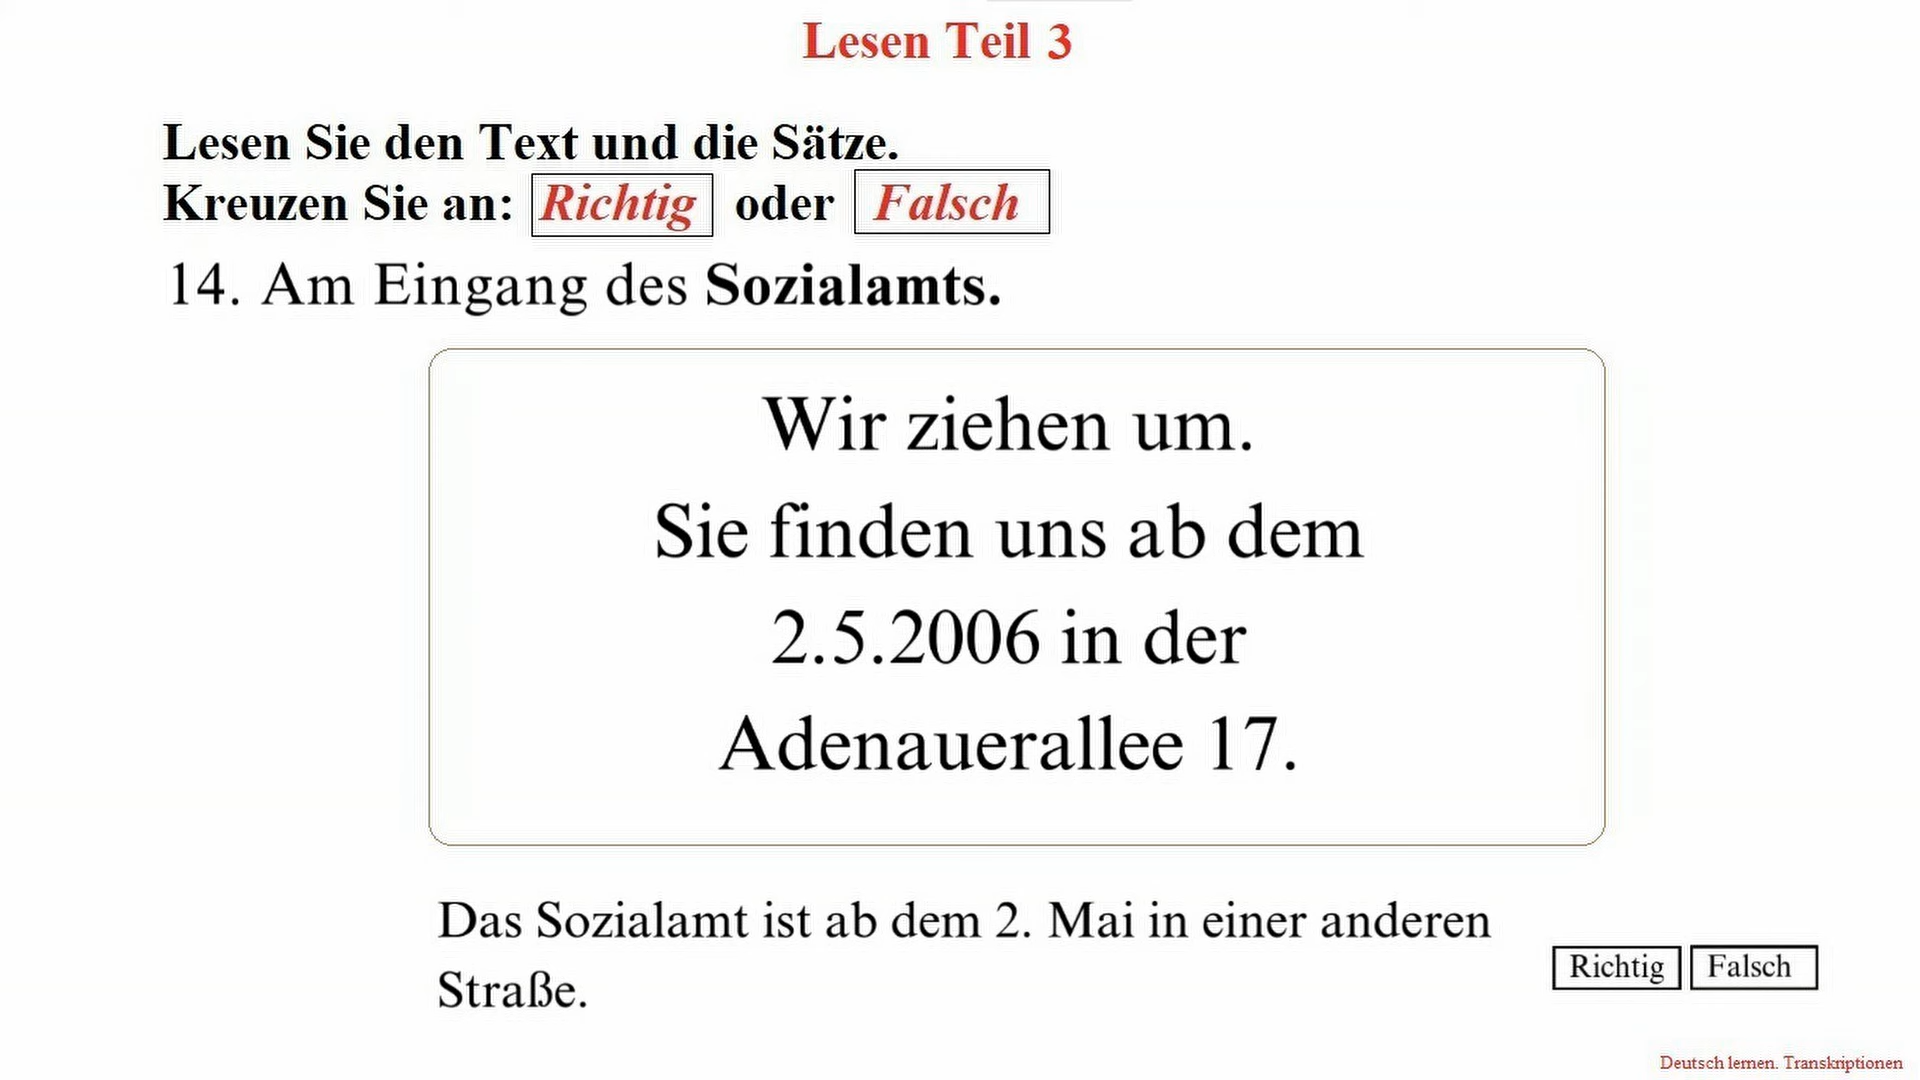 Lesen Teil 3
Lesen Sie den Text und die Sätze.
Kreuzen Sie an: Richtig oder Falsch
14. Am Eingang des Sozialamts.
Wir ziehen um.
Sie finden uns ab dem
2.5.2006 in der
Adenauerallee 17.
Das Sozialamt ist ab dem 2. Mai in einer anderen
Straße.
Richtig Falsch
Deutsch lernen. Transkriptionen